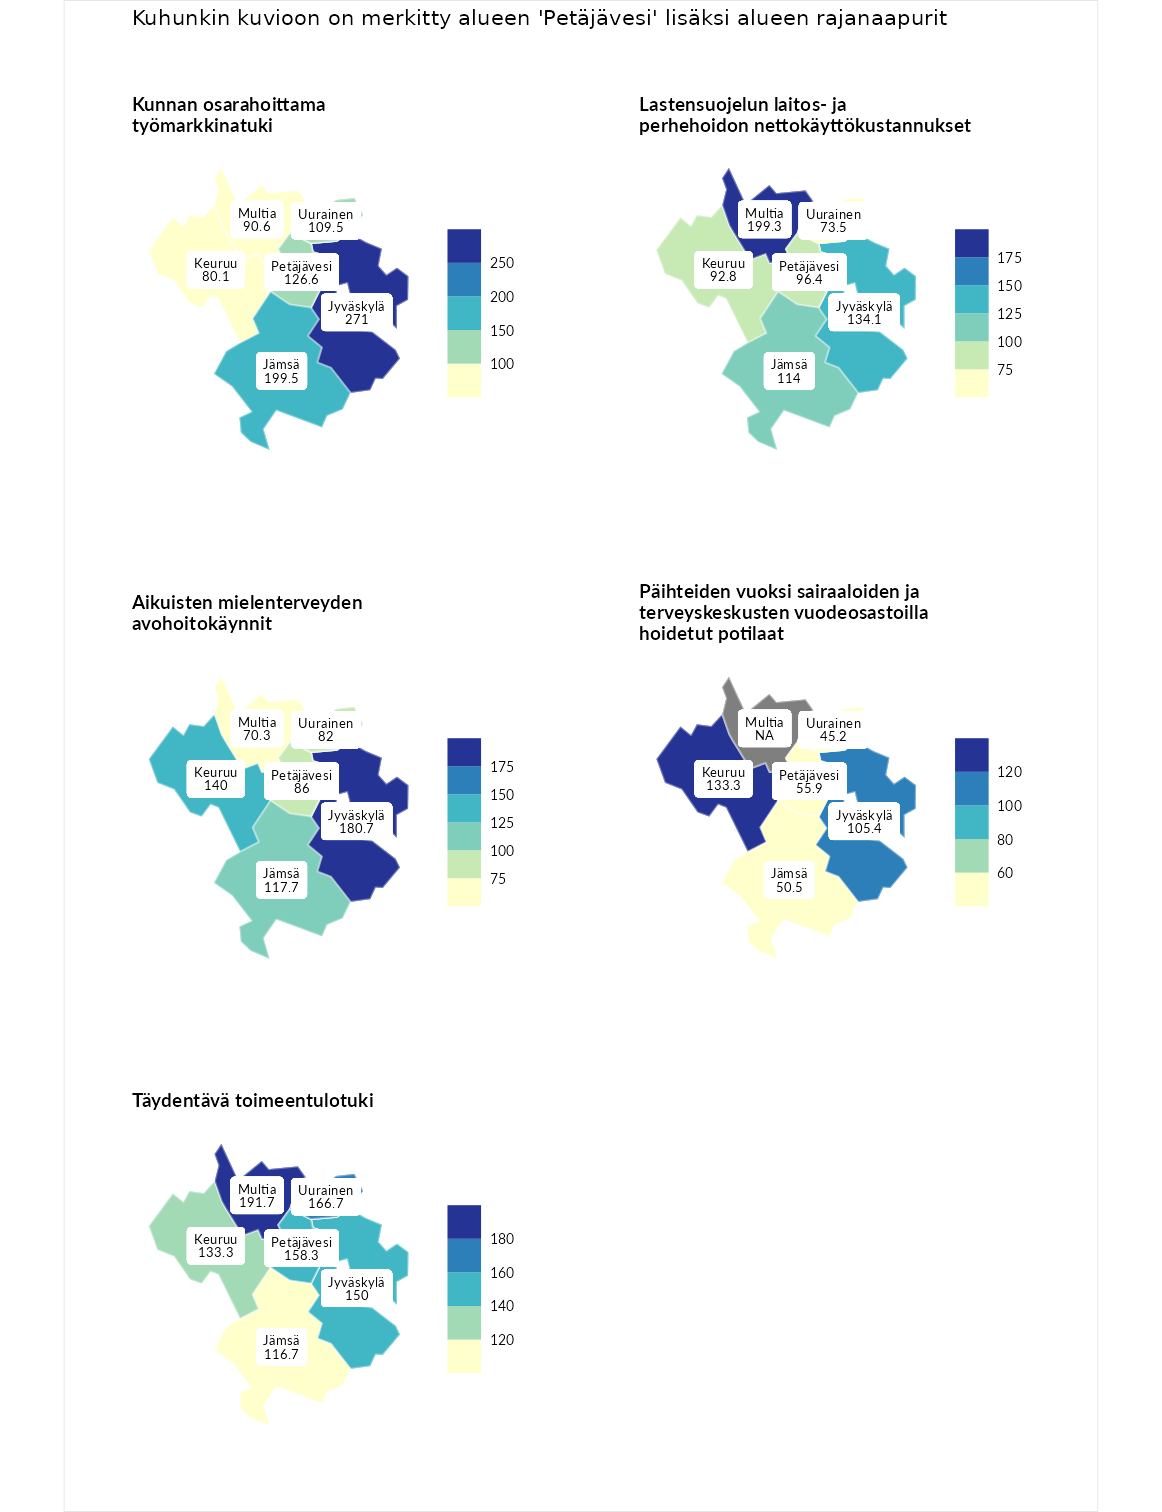 Kuhunkin kuvioon on merkitty alueen 'Petäjävesi' lisäksi alueen rajanaapurit
Kunnan osarahoittama
työmarkkinatuki
Multia
90.6
Uurainen
109.5
Keuruu
80.1
Petäjävesi
126.6
Jyväskylä
271
Jämsä
199.5
250
200
150
100
Lastensuojelun laitos- ja
perhehoidon nettokäyttökustannukset
Multia
199.3
Uurainen
73.5
Keuruu
92.8
Petäjävesi
96.4
Jyväskylä
134.1
Jämsä
114
175
150
125
100
75
Aikuisten mielenterveyden
avohoitokäynnit
Multia
70.3
Uurainen
82
Keuruu
140
Petäjävesi
86
Jyväskylä
180.7
Jämsä
117.7
175
150
125
100
75
Päihteiden vuoksi sairaaloiden ja
terveyskeskusten vuodeosastoilla
hoidetut potilaat
Multia
NA
Uurainen
45.2
Keuruu
133.3
Petäjävesi
55.9
Jyväskylä
105.4
Jämsä
50.5
120
100
80
60
Täydentävä toimeentulotuki
Multia
191.7
Uurainen
166.7
Keuruu
133.3
Petäjävesi
158.3
Jyväskylä
150
Jämsä
116.7
180
160
140
120